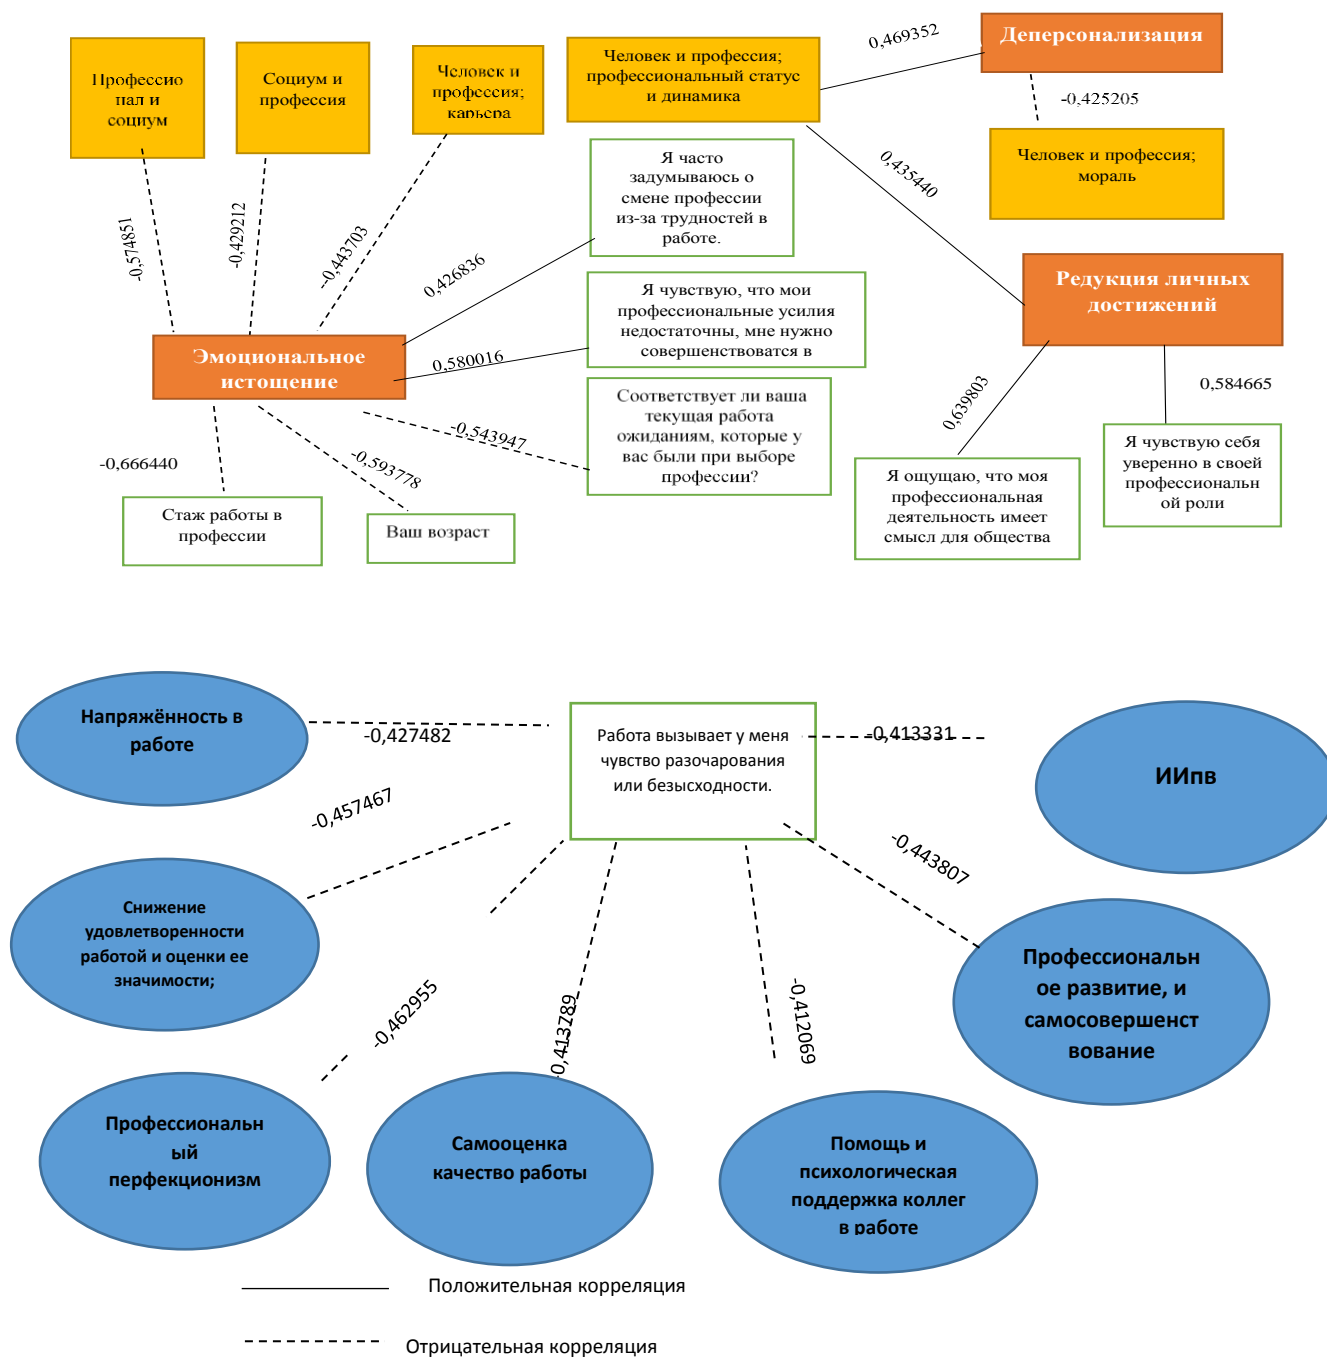 0,469352
Деперсонализация
-0,425205
Профессио
нал и
социум
Социум и
профессия
Человек и
профессия;
карьера
Человек и профессия;
профессиональный статус
и динамика
Человек и профессия;
мораль
Я часто
задумываюсь о
смене профессии
из-за трудностей в
работе.
0,435440
-0,574851
-0,429212
-0,443703
0,426836
Я чувствую, что мои
профессиональные усилия
недостаточны, мне нужно
совершенствоватся в
Редукция личных
достижений
Эмоциональное
истощение
0,580016
0,639803
0,584665
Соответствует ли ваша
текущая работа
ожиданиям, которые у
вас были при выборе
профессии?
-0,543947
-0,666440
-0,593778
Стаж работы в
профессии
Ваш возраст
Я ощущаю, что моя
профессиональная
деятельность имеет
смысл для общества
Я чувствую себя
уверенно в своей
профессиональн
ой роли
Напряжённость в
работе
-0,427482
Работа вызывает у меня
чувство разочарования
или безысходности.
-0,413331
ИИпв
-0,457467
-0,443807
Снижение
удовлетворенности
работой и оценки ее
значимости;
Профессиональн
ое развитие, и
самосовершенст
вование
-0,462955
-0,413789
-0,412069
Профессиональн
ый
перфекционизм
Самооценка
качество работы
Помощь и
психологическая
поддержка коллег
в работе
Положительная корреляция
Отрицательная корреляция